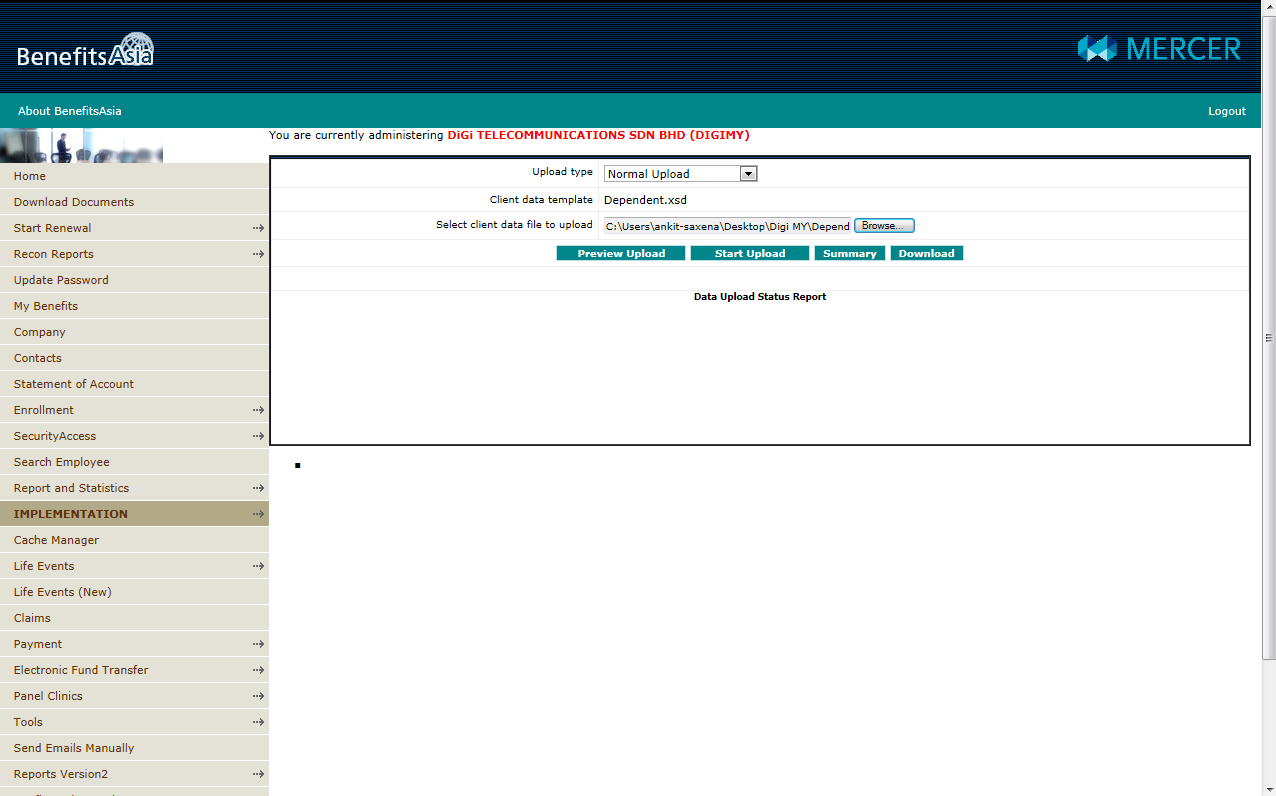 BenefitsAsia
MERCER
About BenefitsAsia
Logout
You are currently administering DiGi TELECOMMUNICATIONS SDN BHD (DIGIMY)
Home
Download Documents
Start Renewal
Recon Reports
Update Password
My Benefits
Company
Contacts
Statement of Account
Enrollment
SecurityAccess
Search Employee
Report and Statistics
IMPLEMENTATION
Cache Manager
Life Events
Life Events (New)
Claims
Payment
Electronic Fund Transfer
Panel Clinics
Tools
Send Emails Manually
Reports Version2
Upload type Normal Upload
Client data template Dependent.xsd
Select client data file to upload C:\Users\ankit-saxena\Desktop\Digi MY\Depend Browse...
Preview Upload Start Upload Summary Download
Data Upload Status Report